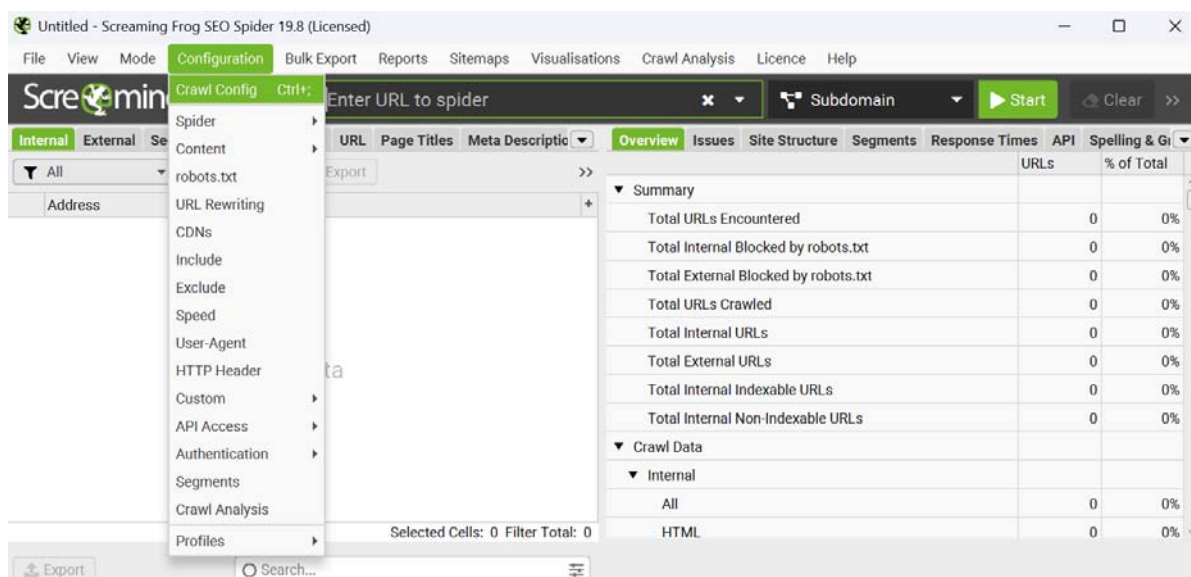 Untitled - Screaming Frog SEO Spider 19.8 (Licensed)
File View Mode Configuration Bulk Export Reports Sitemaps Visualisations Crawl Analysis Licence Help
Enter URL to spider Subdomain Start Clear >>
Crawl Config Ctrl+;
Spider
Content
robots.txt
URL Rewriting
CDNs
Include
Exclude
Speed
User-Agent
HTTP Header
Custom
API Access
Authentication
Segments
Crawl Analysis
Profiles
Internal External URL Page Titles
All Export >>
Address +
Selected Cells: 0 Filter Total: 0
Export Search...
Overview Issues Site Structure Segments Response Times API Spelling &
URLs % of Total
Summary
Total URLs Encountered 0 0%
Total Internal Blocked by robots.txt 0 0%
Total External Blocked by robots.txt 0 0%
Total URLs Crawled 0 0%
Total Internal URLs 0 0%
Total External URLs 0 0%
Total Internal Indexable URLs 0 0%
Total Internal Non-Indexable URLs 0 0%
Crawl Data
Internal
All 0 0%
HTML 0 0%